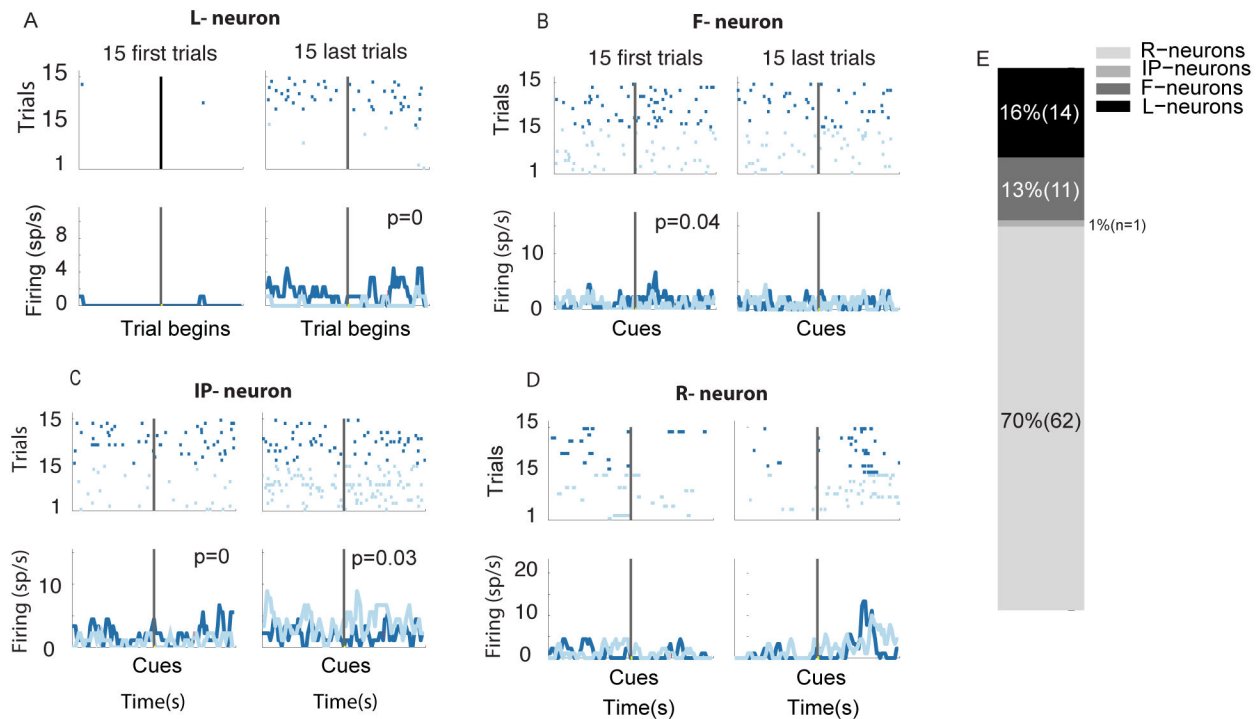 A
L- neuron
15 first trials
15 last trials
Trials
15
15
1
Firing (sp/s)
8
4
0
p=0
Trial begins
Trial begins
B
F- neuron
15 first trials
15 last trials
15
15
1
10
0
p=0.04
Cues
Cues
C
IP- neuron
Trials
15
15
1
Firing (sp/s)
10
0
p=0
p=0.03
Cues
Cues
Time(s)
Time(s)
D
R- neuron
Trials
15
15
1
Firing (sp/s)
20
10
0
Cues
Cues
Time(s)
Time(s)
E
R-neurons
IP-neurons
F-neurons
L-neurons
16%(14)
13%(11)
1%(n=1)
70%(62)